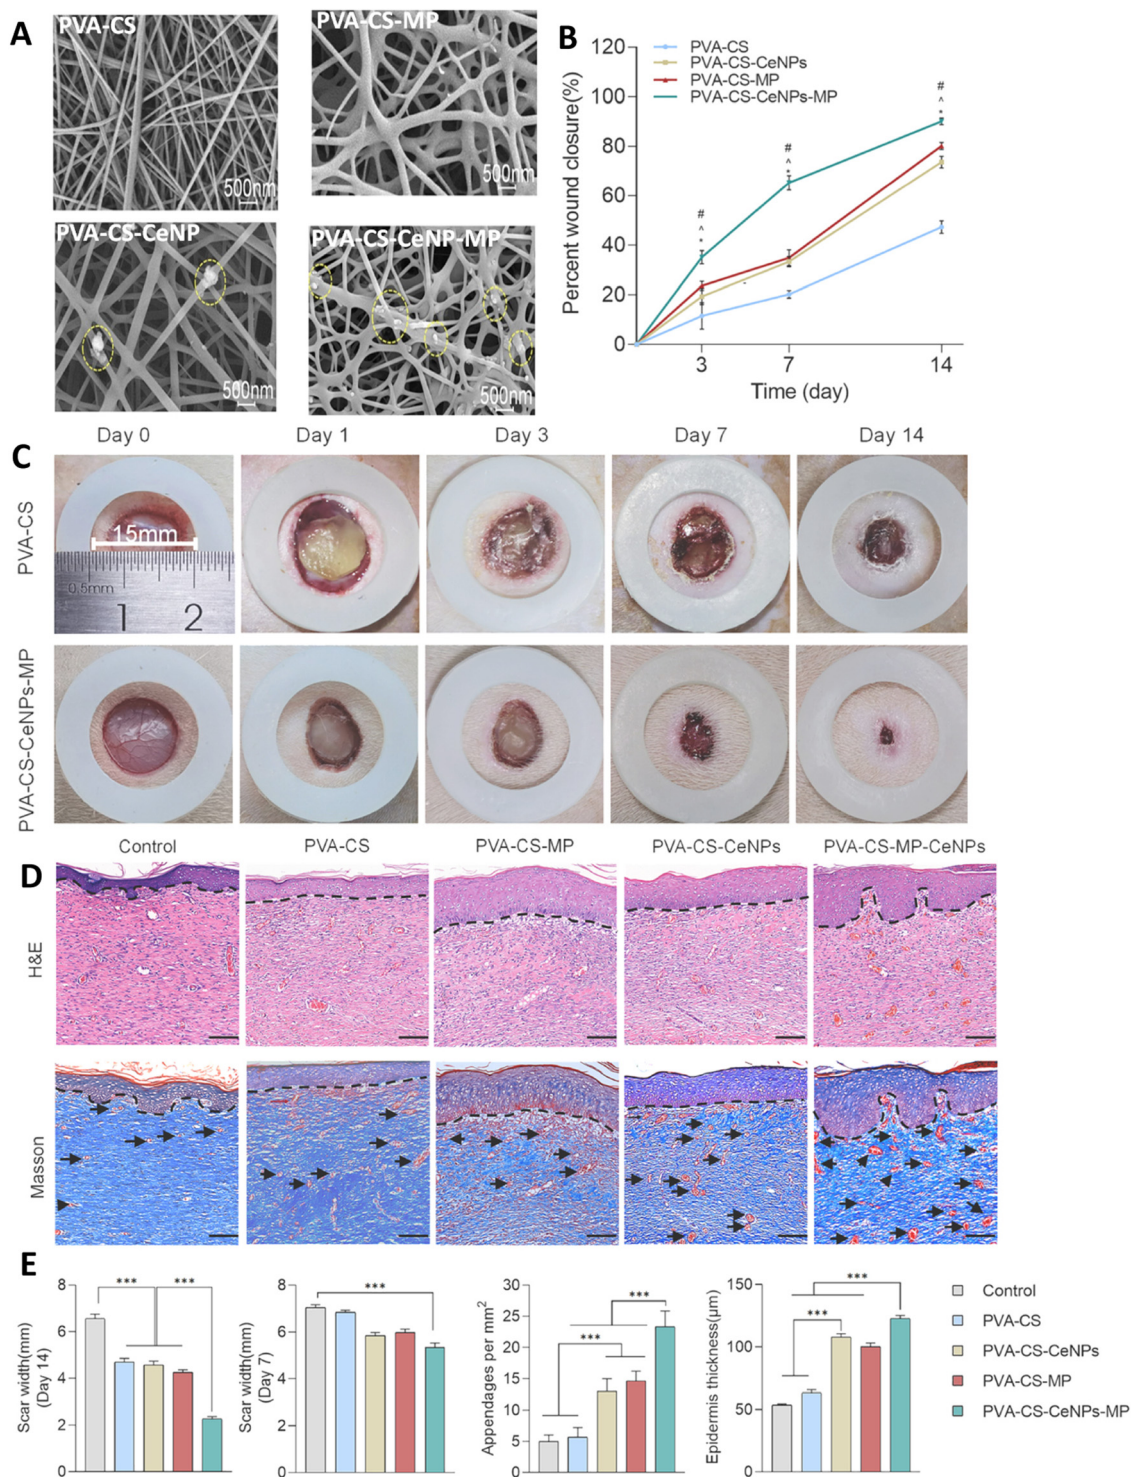 A
PVA-CS
500nm
PVA-CS-MP
500nm
PVA-CS-CeNP
500nm
PVA-CS-CeNP-MP
500nm
B
PVA-CS
PVA-CS-CeNPs
PVA-CS-MP
PVA-CS-CeNPs-MP
Percent wound closure(%)
120
100
80
60
40
20
0
# ^ *
# ^ *
# ^ *
3 7 14
Time (day)
C
Day 0 Day 1 Day 3 Day 7 Day 14
PVA-CS
15mm
0.5mm
1 2
PVA-CS-CeNPs-MP
D
Control PVA-CS PVA-CS-MP PVA-CS-CeNPs PVA-CS-MP-CeNPs
H&E
Masson
E
Scar width(mm)
(Day 14)
8
6
4
2
0
*** ***
Scar width(mm)
(Day 7)
8
6
4
2
0
***
Appendages per mm²
30
25
20
15
10
5
0
***
***
Epidermis thickness(μm)
150
100
50
0
***
***
Control
PVA-CS
PVA-CS-CeNPs
PVA-CS-MP
PVA-CS-CeNPs-MP